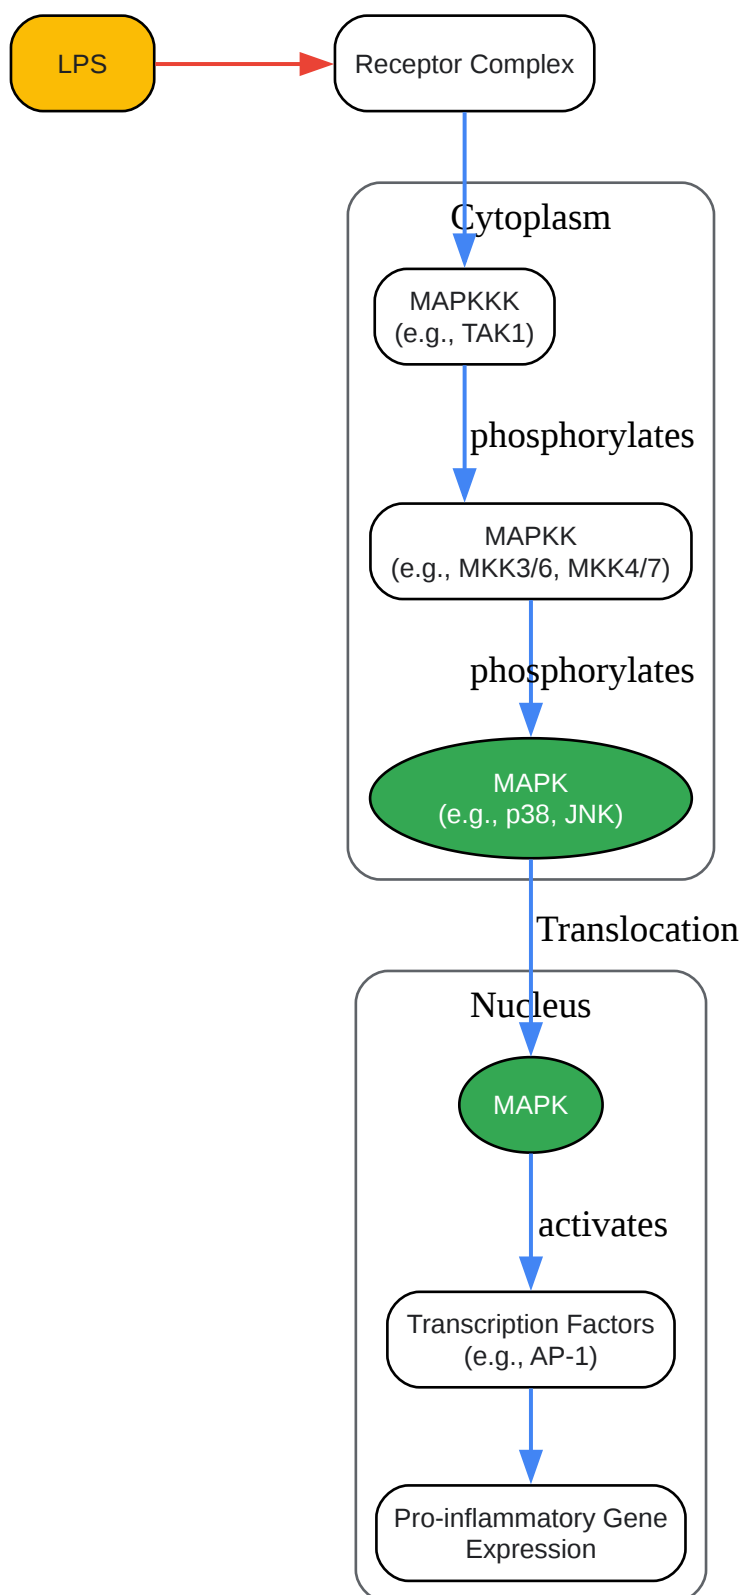 LPS
Receptor Complex
Cytoplasm
MAPKKK
(e.g., TAK1)
phosphorylates
MAPKK
(e.g., MKK3/6, MKK4/7)
phosphorylates
MAPK
(e.g., p38, JNK)
Translocation
Nucleus
MAPK
activates
Transcription Factors
(e.g., AP-1)
Pro-inflammatory Gene
Expression